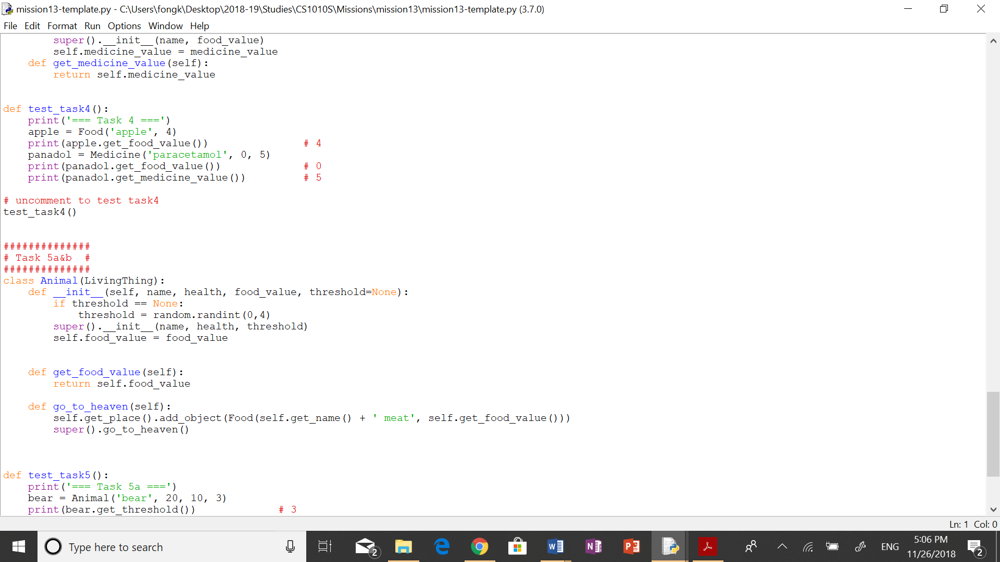 mission13-template.py - C:\Users\fongk\Desktop\2018-19\Studies\CS1010S\Missions\mission13\mission13-template.py (3.7.0)
File Edit Format Run Options Window Help
        super().__init__(name, food_value)
        self.medicine_value = medicine_value
    def get_medicine_value(self):
        return self.medicine_value
def test_task4():
    print('=== Task 4 ===')
    apple = Food('apple', 4)
    print(apple.get_food_value())               # 4
    panadol = Medicine('paracetamol', 0, 5)
    print(panadol.get_food_value())             # 0
    print(panadol.get_medicine_value())         # 5
# uncomment to test task4
test_task4()
##############
# Task 5a&b  #
##############
class Animal(LivingThing):
    def __init__(self, name, health, food_value, threshold=None):
        if threshold == None:
            threshold = random.randint(0,4)
        super().__init__(name, health, threshold)
        self.food_value = food_value
    def get_food_value(self):
        return self.food_value
    def go_to_heaven(self):
        self.get_place().add_object(Food(self.get_name() + ' meat', self.get_food_value()))
        super().go_to_heaven()
def test_task5():
    print('=== Task 5a ===')
    bear = Animal('bear', 20, 10, 3)
    print(bear.get_threshold())             # 3
Ln: 1 Col: 0
Type here to search
2
ENG
5:06 PM
11/26/2018
2